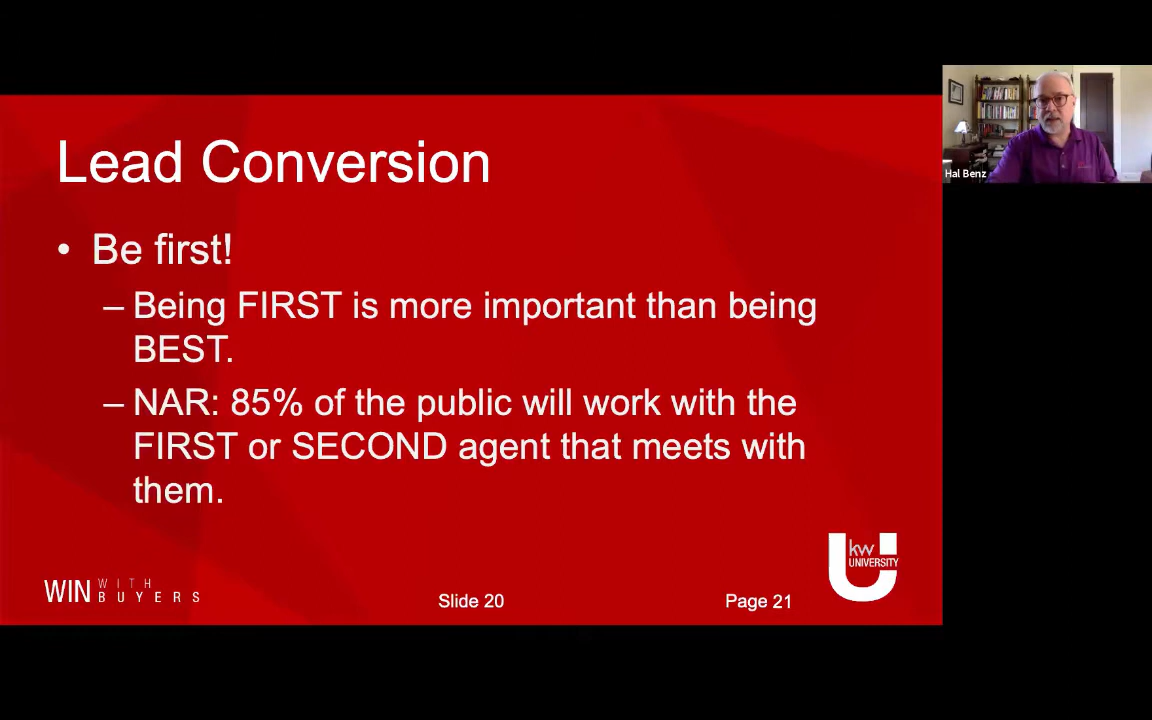 Lead Conversion
• Be first!
– Being FIRST is more important than being
BEST.
– NAR: 85% of the public will work with the
FIRST or SECOND agent that meets with
them.
WIN WITH BUYERS
Slide 20
Page 21
kw
UNIVERSITY
Hal Benz